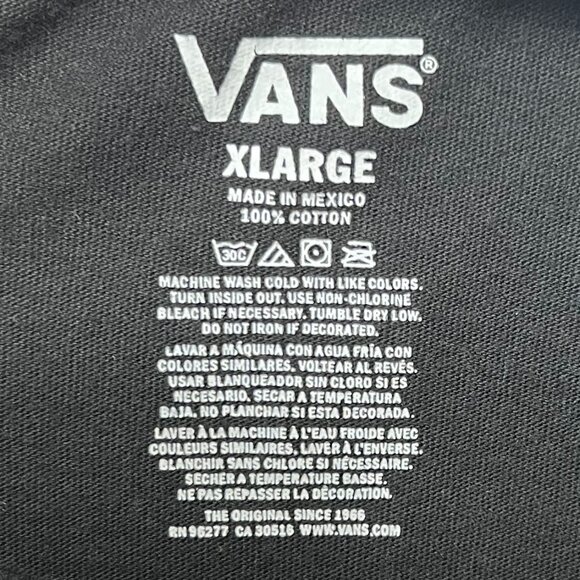 VANS®
XLARGE
MADE IN MEXICO
100% COTTON
30C
MACHINE WASH COLD WITH LIKE COLORS.
TURN INSIDE OUT. USE NON-CHLORINE
BLEACH IF NECESSARY. TUMBLE DRY LOW.
DO NOT IRON IF DECORATED.
LAVAR A MÁQUINA CON AGUA FRÍA CON
COLORES SIMILARES. VOLTEAR AL REVÉS.
USAR BLANQUEADOR SIN CLORO SI ES
NECESARIO. SECAR A TEMPERATURA
BAJA. NO PLANCHAR SI ESTA DECORADA.
LAVER À LA MACHINE À L'EAU FROIDE AVEC
COULEURS SIMILAIRES, LAVER À L'ENVERSE.
BLANCHIR SANS CHLORE SI NÉCESSAIRE.
SECHER A TEMPERATURE BASSE.
NE PAS REPASSER LA DÉCORATION.
THE ORIGINAL SINCE 1966
RN 96277 CA 30516 WWW.VANS.COM